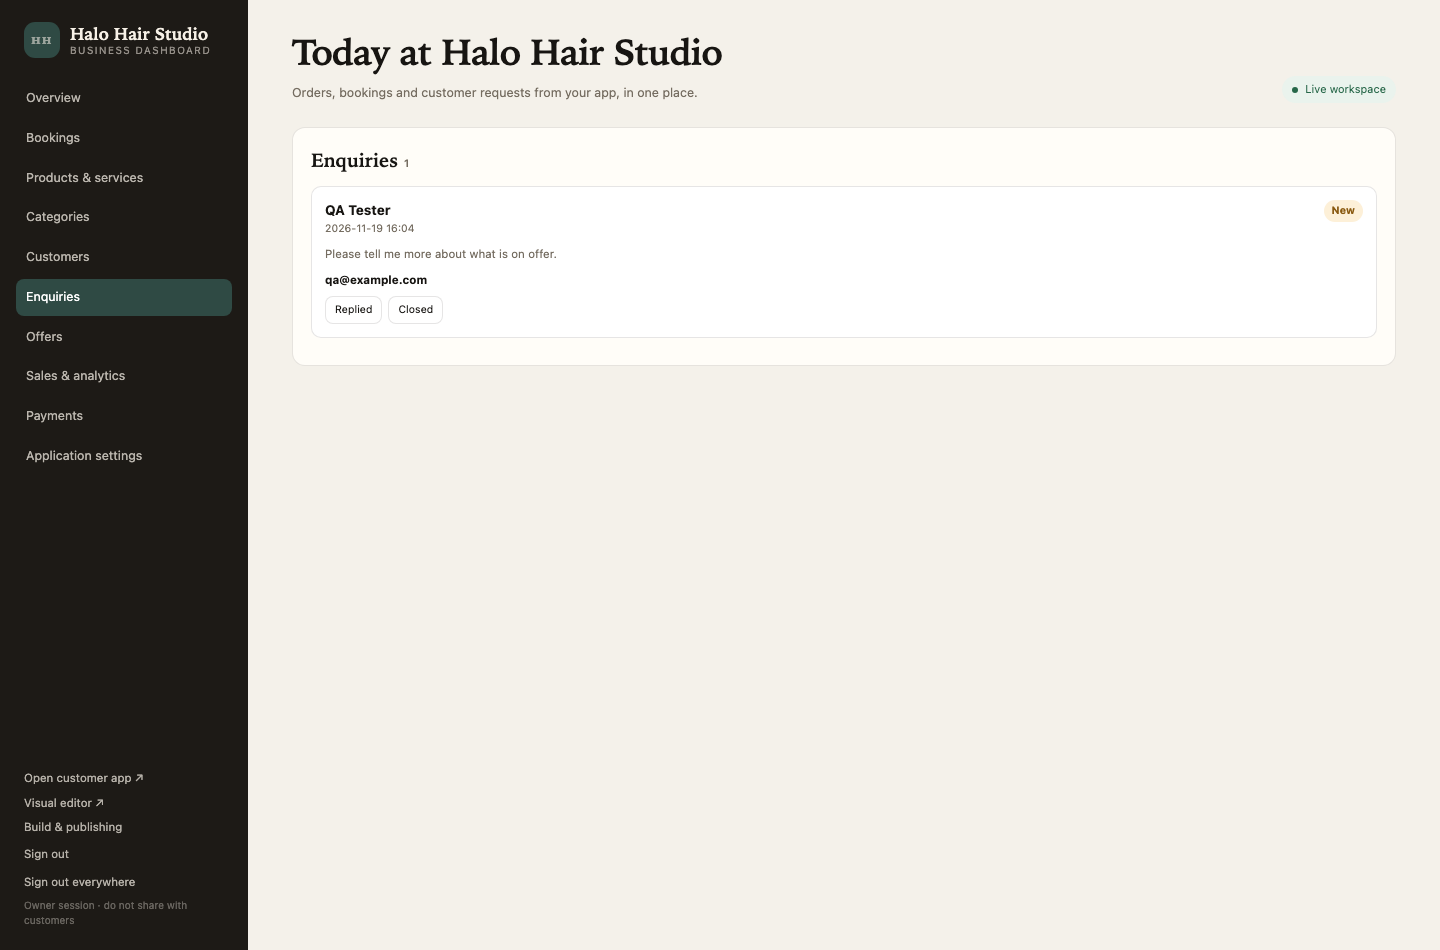 HH
Halo Hair Studio
BUSINESS DASHBOARD
Overview
Bookings
Products & services
Categories
Customers
Enquiries
Offers
Sales & analytics
Payments
Application settings
Open customer app ↗
Visual editor ↗
Build & publishing
Sign out
Sign out everywhere
Owner session · do not share with
customers
Today at Halo Hair Studio
Orders, bookings and customer requests from your app, in one place.
Live workspace
Enquiries 1
QA Tester
New
2026-11-19 16:04
Please tell me more about what is on offer.
qa@example.com
Replied
Closed